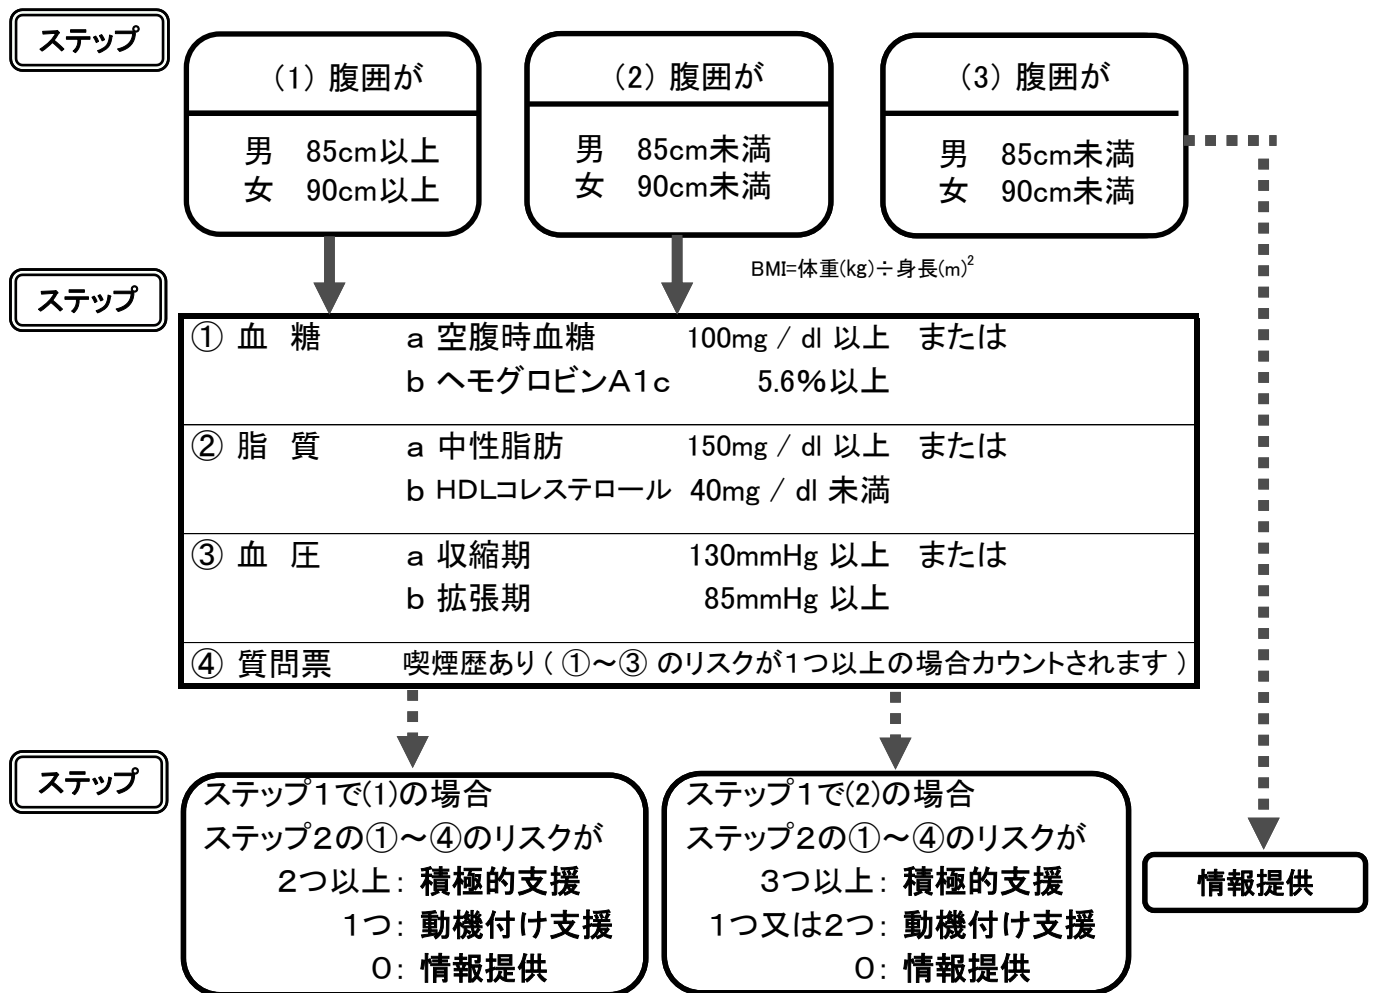 ステップ
(1) 腹囲が
男 85cm以上
女 90cm以上
(2) 腹囲が
男 85cm未満
女 90cm未満
(3) 腹囲が
男 85cm未満
女 90cm未満
BMI=体重(kg)÷身長(m)²
ステップ
① 血 糖 a 空腹時血糖 100mg / dl 以上 または
b ヘモグロビンA1c 5.6%以上
② 脂 質 a 中性脂肪 150mg / dl 以上 または
b HDLコレステロール 40mg / dl 未満
③ 血 圧 a 収縮期 130mmHg 以上 または
b 拡張期 85mmHg 以上
④ 質問票 喫煙歴あり ( ①～③ のリスクが1つ以上の場合カウントされます )
ステップ
ステップ1で(1)の場合
ステップ2の①～④のリスクが
2つ以上: 積極的支援
1つ: 動機付け支援
0: 情報提供
ステップ1で(2)の場合
ステップ2の①～④のリスクが
3つ以上: 積極的支援
1つ又は2つ: 動機付け支援
0: 情報提供
情報提供